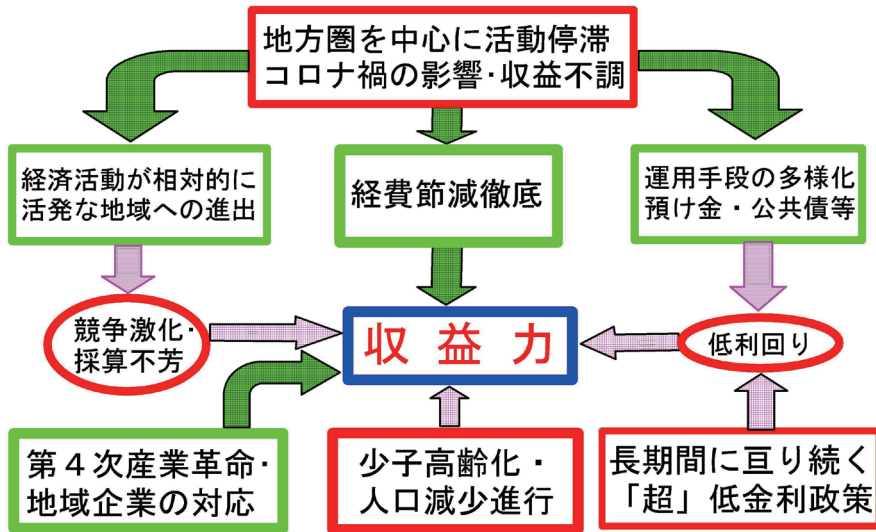 地方圏を中心に活動停滞
コロナ禍の影響・収益不調
経済活動が相対的に
活発な地域への進出
経費節減徹底
運用手段の多様化
預け金・公共債等
競争激化・
採算不芳
収益力
低利回り
第４次産業革命・
地域企業の対応
少子高齢化・
人口減少進行
長期間に亘り続く
「超」低金利政策